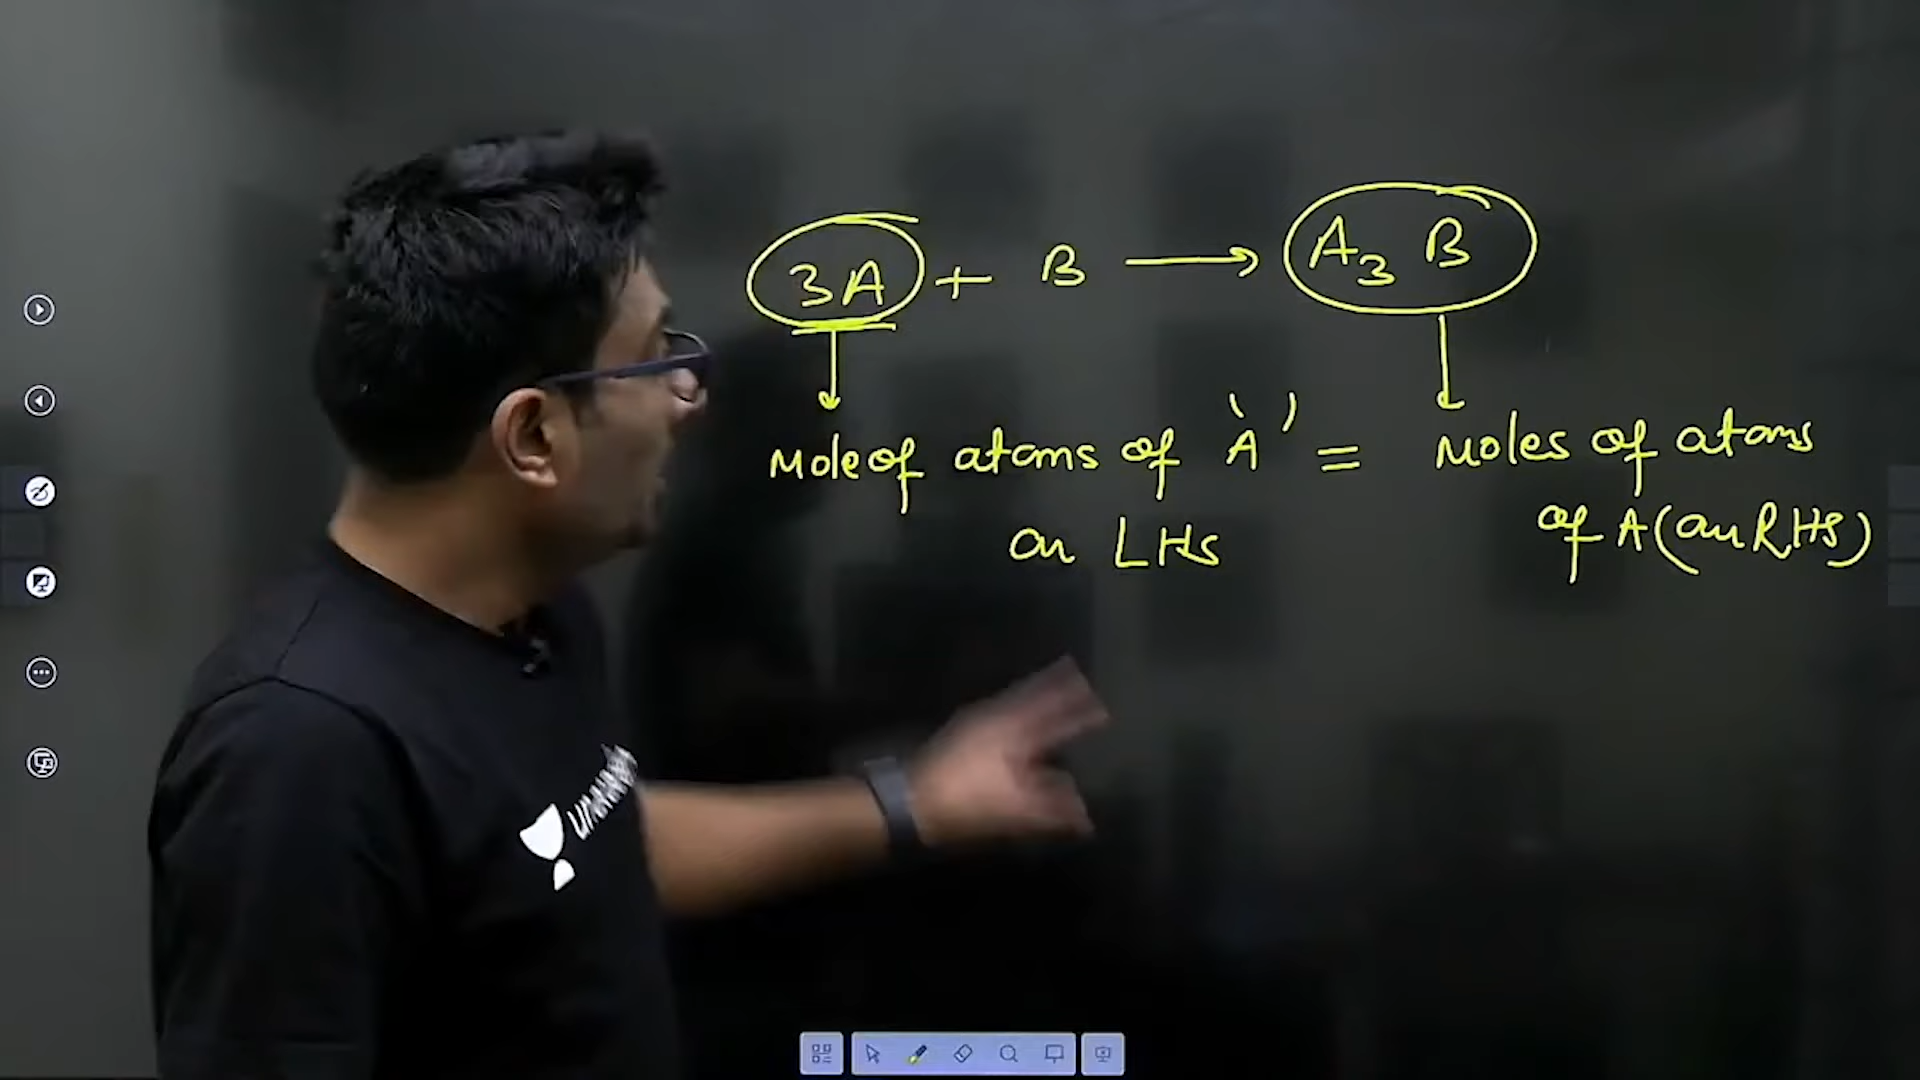 3A + B → A₃ B
Mole of atoms of 'A' = Moles of atoms
on LHS
of A (on RHS)